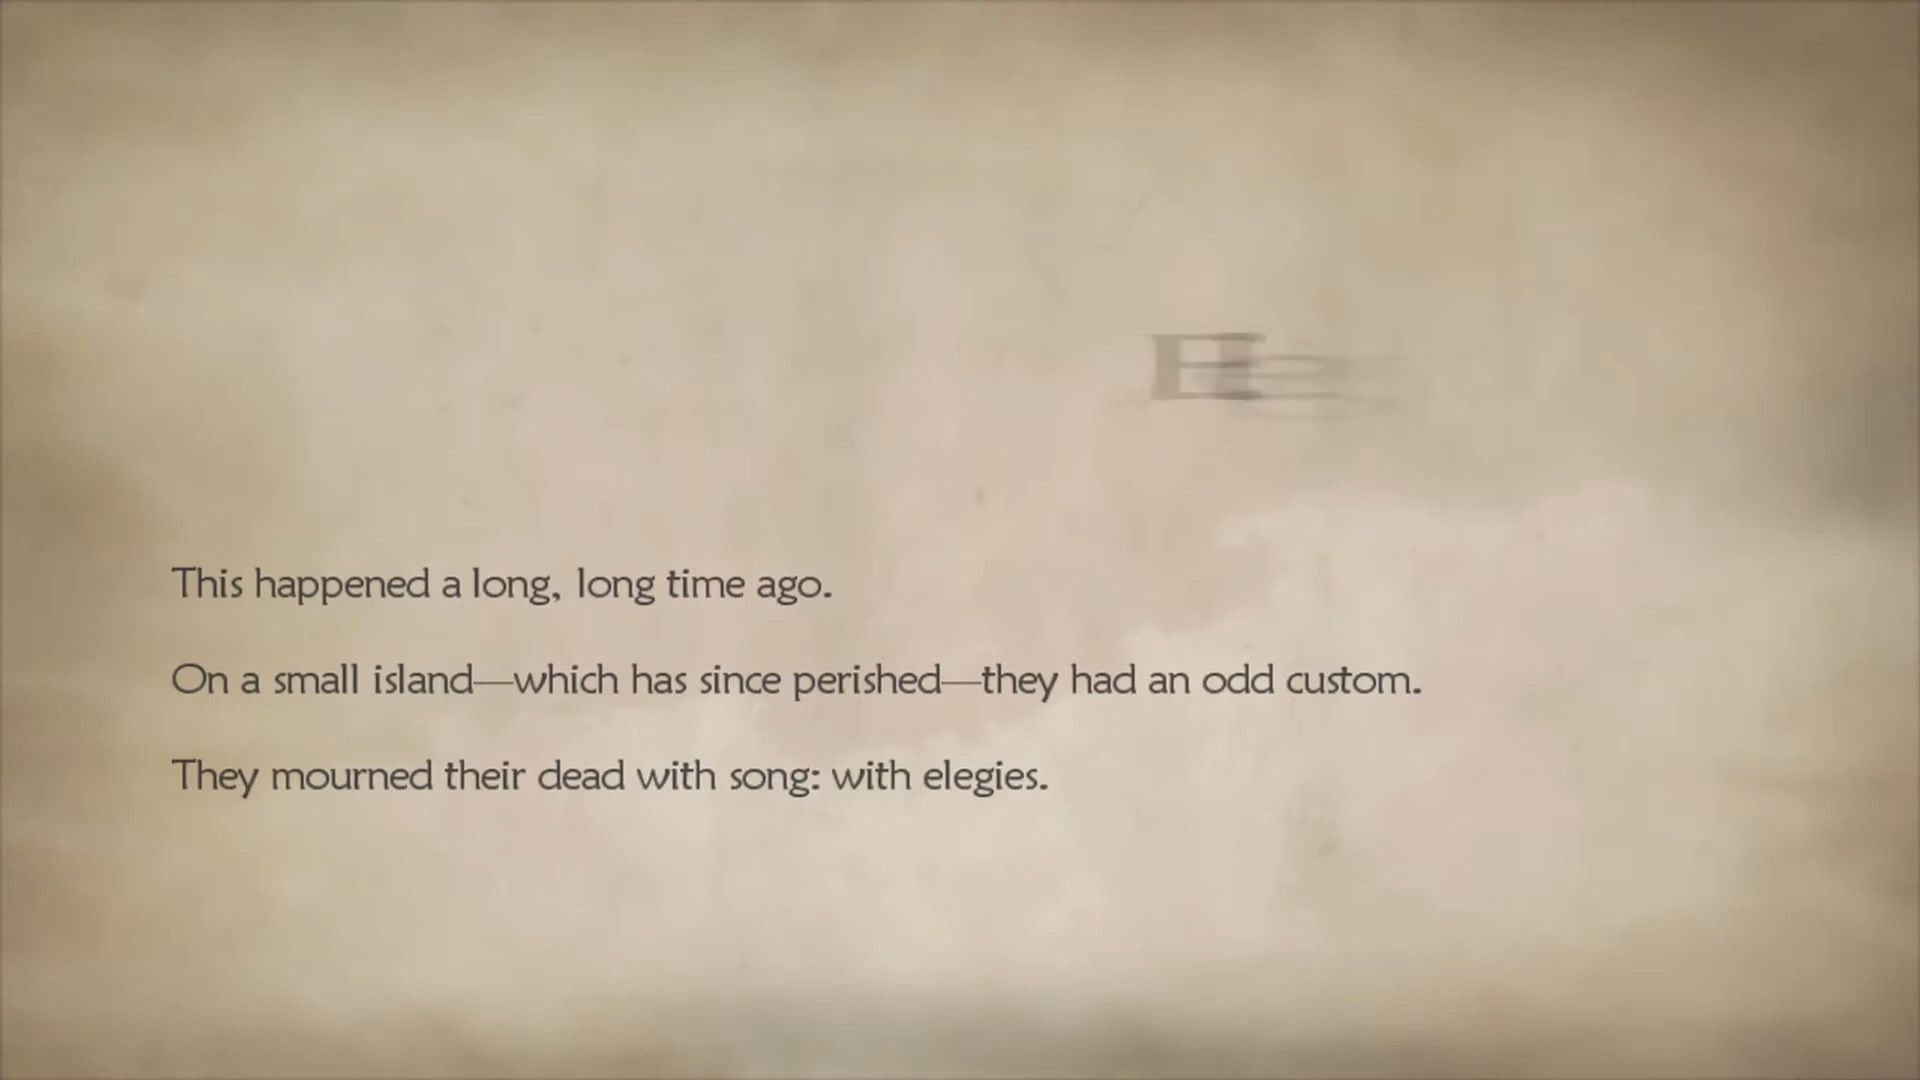 This happened a long, long time ago.
On a small island—which has since perished—they had an odd custom.
They mourned their dead with song: with elegies.